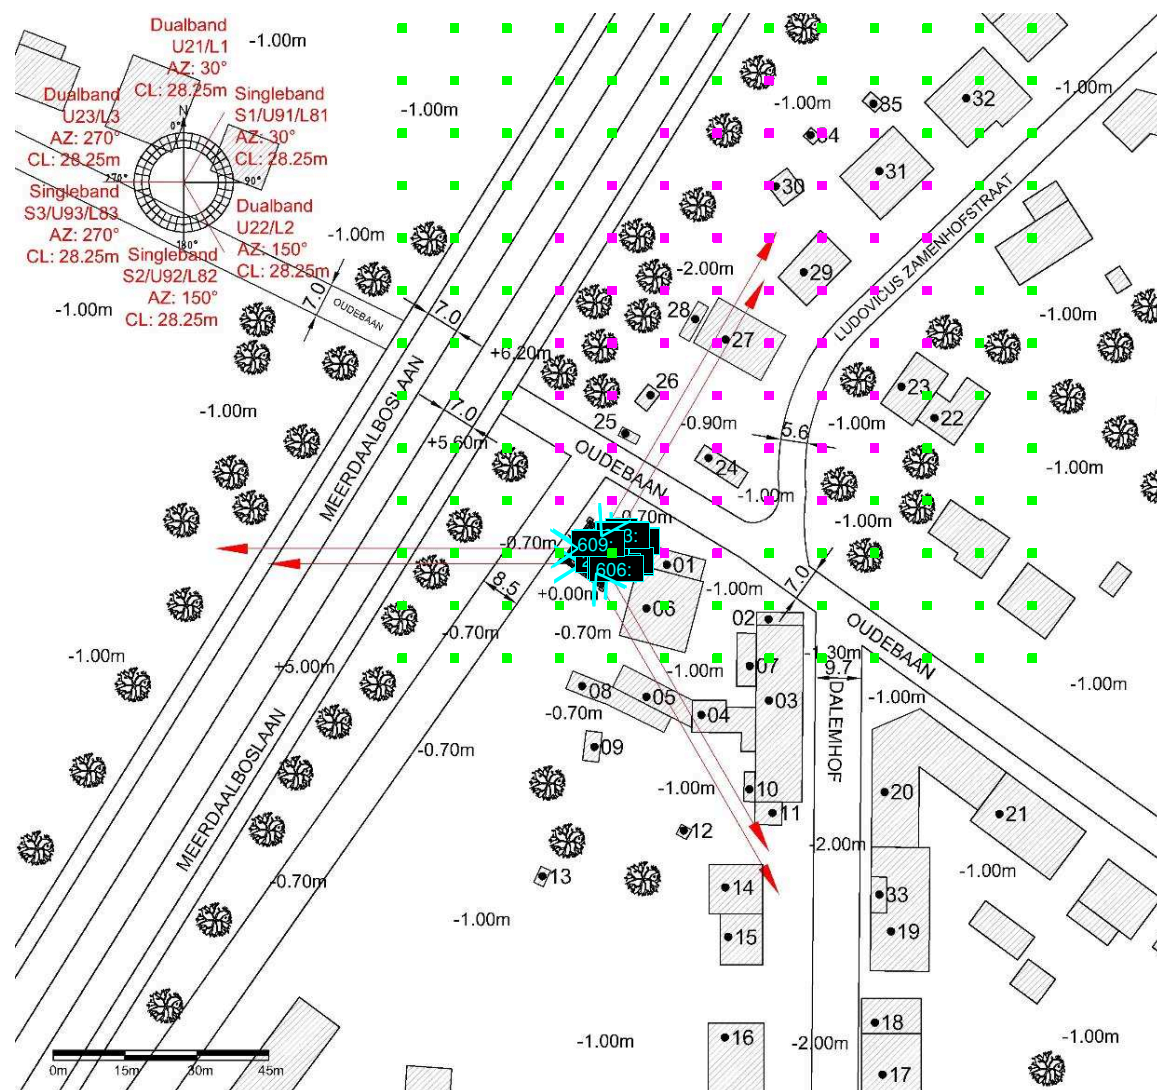 Dualband
U21/L1
AZ: 30°
CL: 28.25m
Dualband
U23/L3
AZ: 270°
CL: 28.25m
Singleband
S1/U91/L81
AZ: 30°
CL: 28.25m
N
0°
90°
180°
270°
Singleband
S3/U93/L83
AZ: 270°
CL: 28.25m
Dualband
U22/L2
AZ: 150°
CL: 28.25m
Singleband
S2/U92/L82
AZ: 150°
CL: 28.25m
-1.00m
-1.00m
-1.00m
-1.00m
85
32
34
31
30
-1.00m
-1.00m
7.0
OUDEBAAN
7.0
-2.00m
29
28
27
LUDOVICUS ZAMENHOFSTRAAT
-1.00m
+6.20m
26
23
22
-1.00m
7.0
-0.90m
-1.00m
25
5.6
+5.60m
MEERDAALBOSLAAN
OUDEBAAN
24
-1.00m
-1.00m
-0.70m
-1.00m
-0.70m
609:
3:
606:
01
7.0
8.5
+0.00m
-1.00m
06
02
-0.70m
-0.70m
OUDEBAAN
-1.00m
+5.00m
-1.00m
07
-1.30m
9.7
-1.00m
08
05
03
-1.00m
-0.70m
04
DALEMHOF
MEERDAALBOSLAAN
-0.70m
09
-1.00m
10
20
11
21
12
-2.00m
13
-0.70m
14
-1.00m
33
-1.00m
15
19
18
16
-1.00m
-2.00m
-1.00m
17
0m
15m
30m
45m